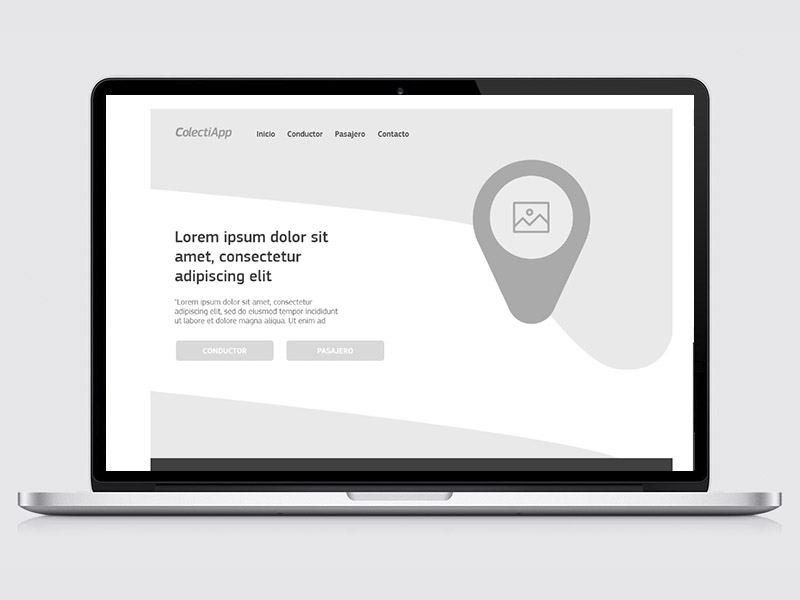 ColectiApp
Inicio Conductor Pasajero Contacto
Lorem ipsum dolor sit
amet, consectetur
adipiscing elit
"Lorem ipsum dolor sit amet, consectetur
adipiscing elit, sed do eiusmod tempor incididunt
ut labore et dolore magna aliqua. Ut enim ad
CONDUCTOR PASAJERO